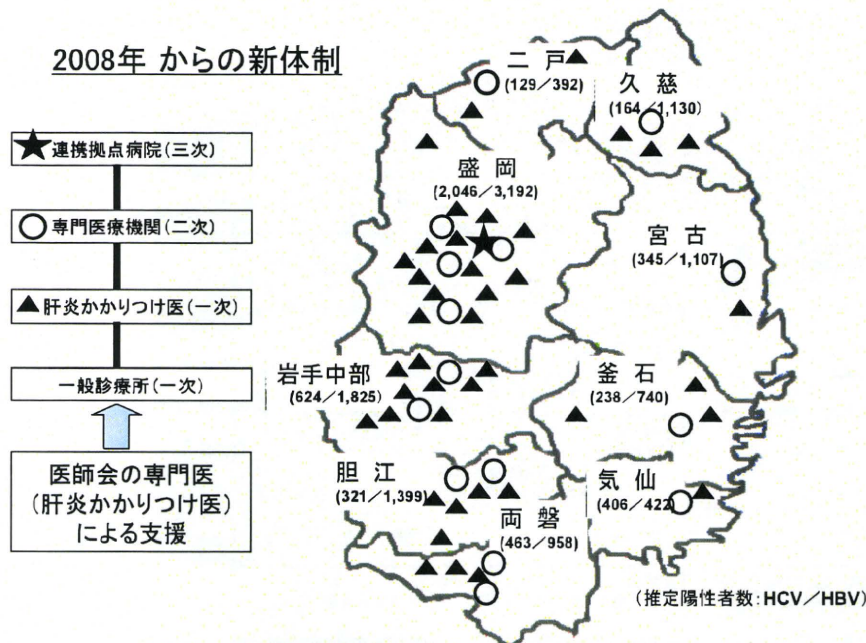 2008年 からの新体制
★連携拠点病院(三次)
○専門医療機関(二次)
▲肝炎かかりつけ医(一次)
一般診療所(一次)
医師会の専門医
(肝炎かかりつけ医)
による支援
二 戸
(129/392)
久 慈
(164/1,130)
盛 岡
(2,046/3,192)
宮 古
(345/1,107)
岩手中部
(624/1,825)
釜 石
(238/740)
胆 江
(321/1,399)
気 仙
(406/422)
両 磐
(463/958)
(推定陽性者数:HCV/HBV)